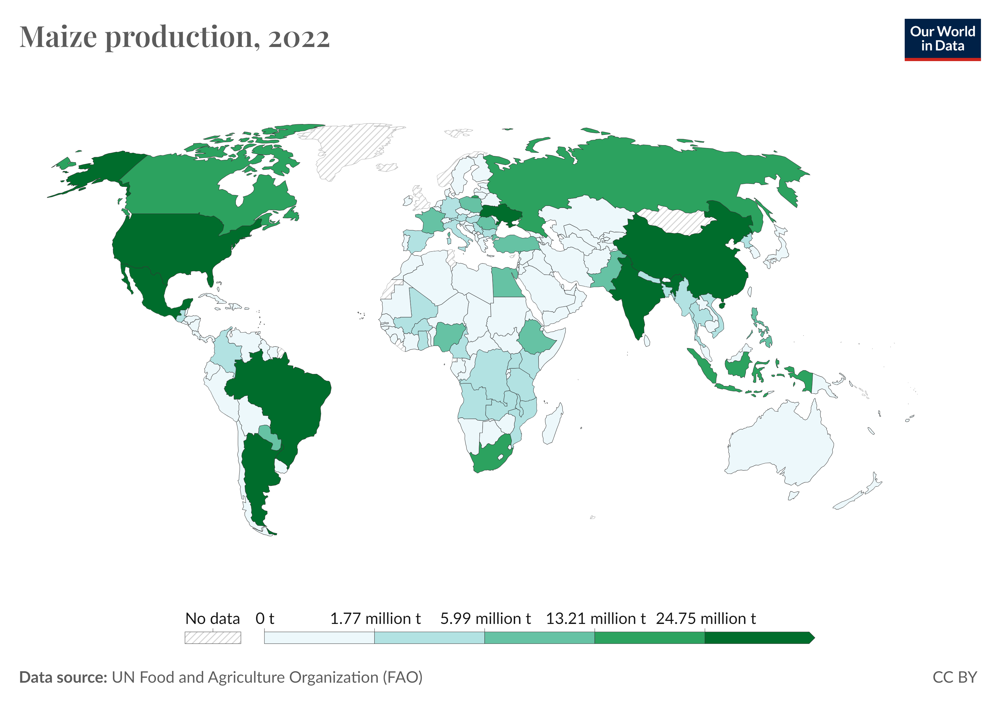 Maize production, 2022
Our World
in Data
No data
0 t
1.77 million t
5.99 million t
13.21 million t
24.75 million t
Data source: UN Food and Agriculture Organization (FAO)
CC BY